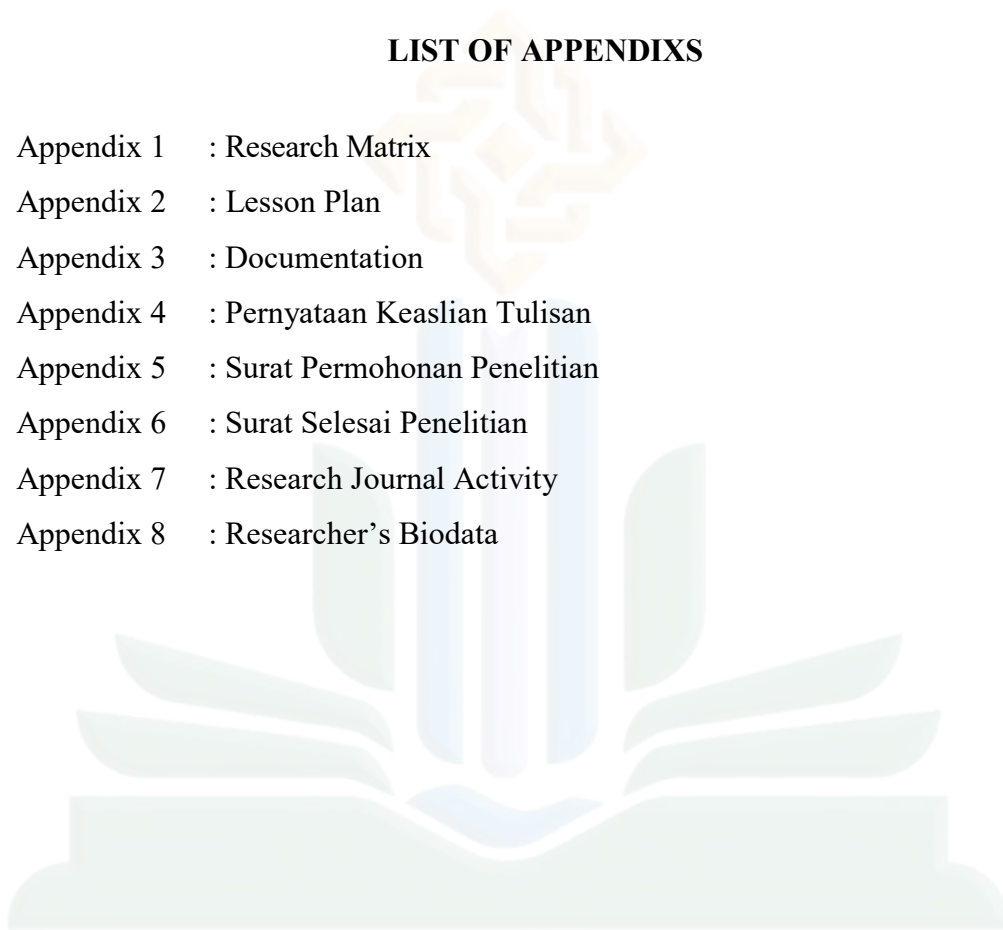 LIST OF APPENDIXS
Appendix 1 : Research Matrix
Appendix 2 : Lesson Plan
Appendix 3 : Documentation
Appendix 4 : Pernyataan Keaslian Tulisan
Appendix 5 : Surat Permohonan Penelitian
Appendix 6 : Surat Selesai Penelitian
Appendix 7 : Research Journal Activity
Appendix 8 : Researcher’s Biodata